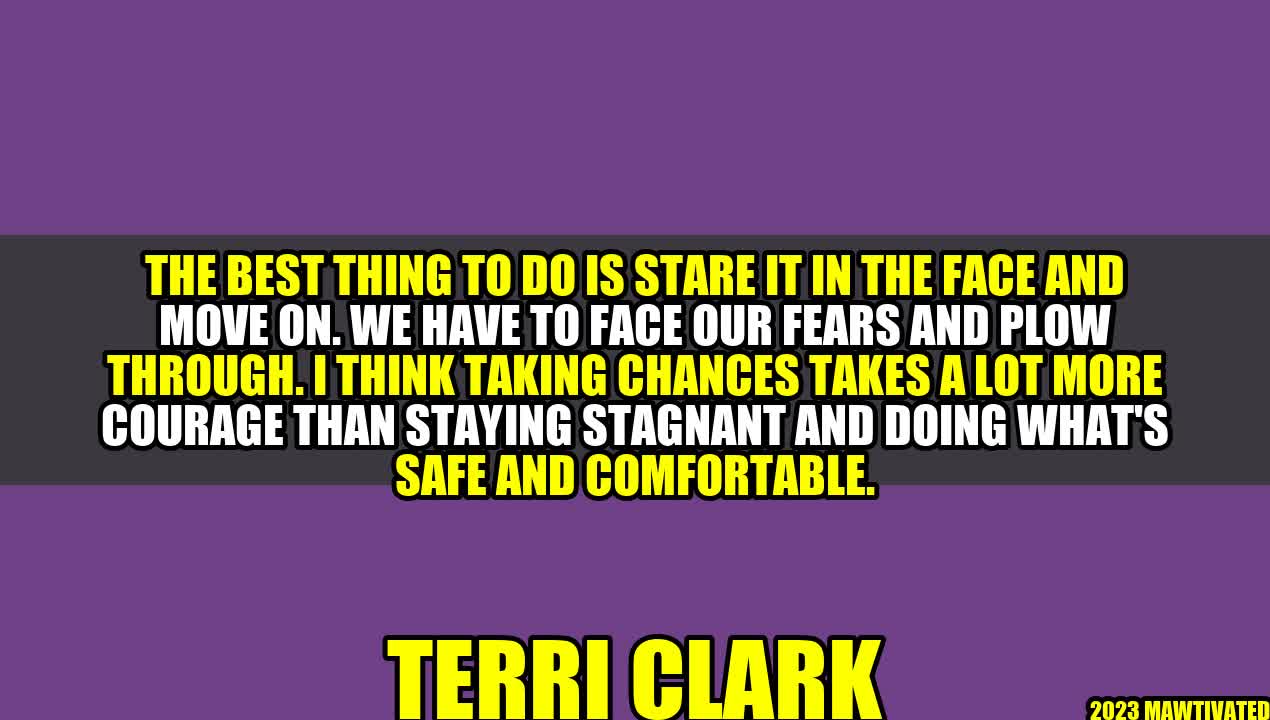 THE BEST THING TO DO IS STARE IT IN THE FACE AND
MOVE ON. WE HAVE TO FACE OUR FEARS AND PLOW
THROUGH. I THINK TAKING CHANCES TAKES A LOT MORE
COURAGE THAN STAYING STAGNANT AND DOING WHAT'S
SAFE AND COMFORTABLE.
TERRI CLARK
2023 MAWTIVATED